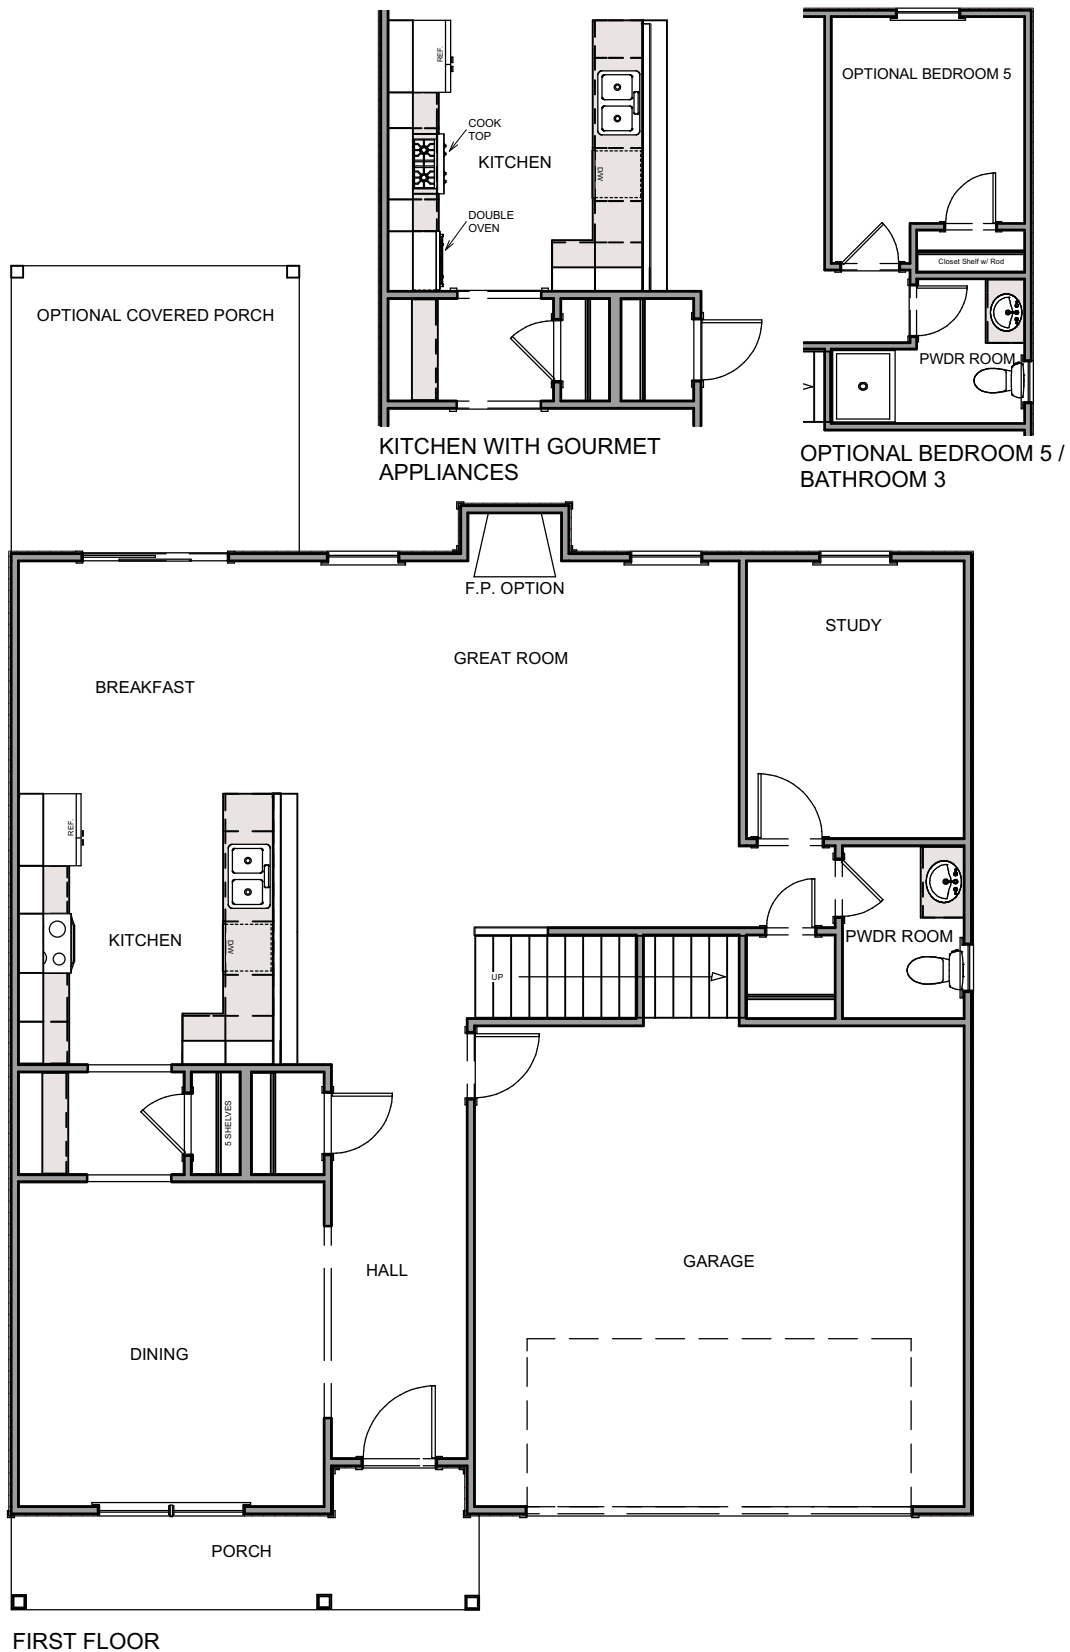 REF.
COOK
TOP
KITCHEN
D/W
DOUBLE
OVEN
KITCHEN WITH GOURMET
APPLIANCES
OPTIONAL BEDROOM 5
Closet Shelf w/ Rod
PWDR ROOM
OPTIONAL BEDROOM 5 /
BATHROOM 3
OPTIONAL COVERED PORCH
F.P. OPTION
GREAT ROOM
STUDY
BREAKFAST
REF.
KITCHEN
D/W
UP
PWDR ROOM
5 SHELVES
HALL
GARAGE
DINING
PORCH
FIRST FLOOR